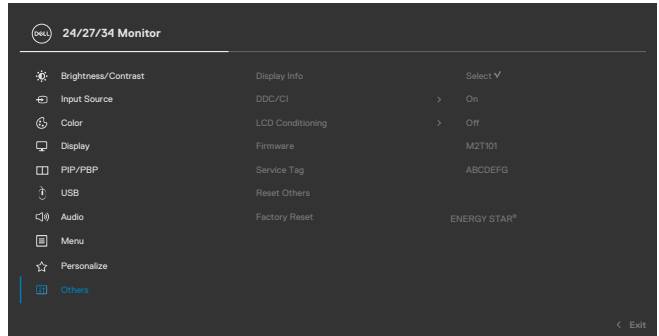 DELL 24/27/34 Monitor
Brightness/Contrast Display Info Select
Input Source DDC/CI > On
Color LCD Conditioning > Off
Display Firmware M2T101
PIP/PBP Service Tag ABCDEFG
USB Reset Others
Audio Factory Reset ENERGY STAR®
Menu
Personalize
Others
< Exit